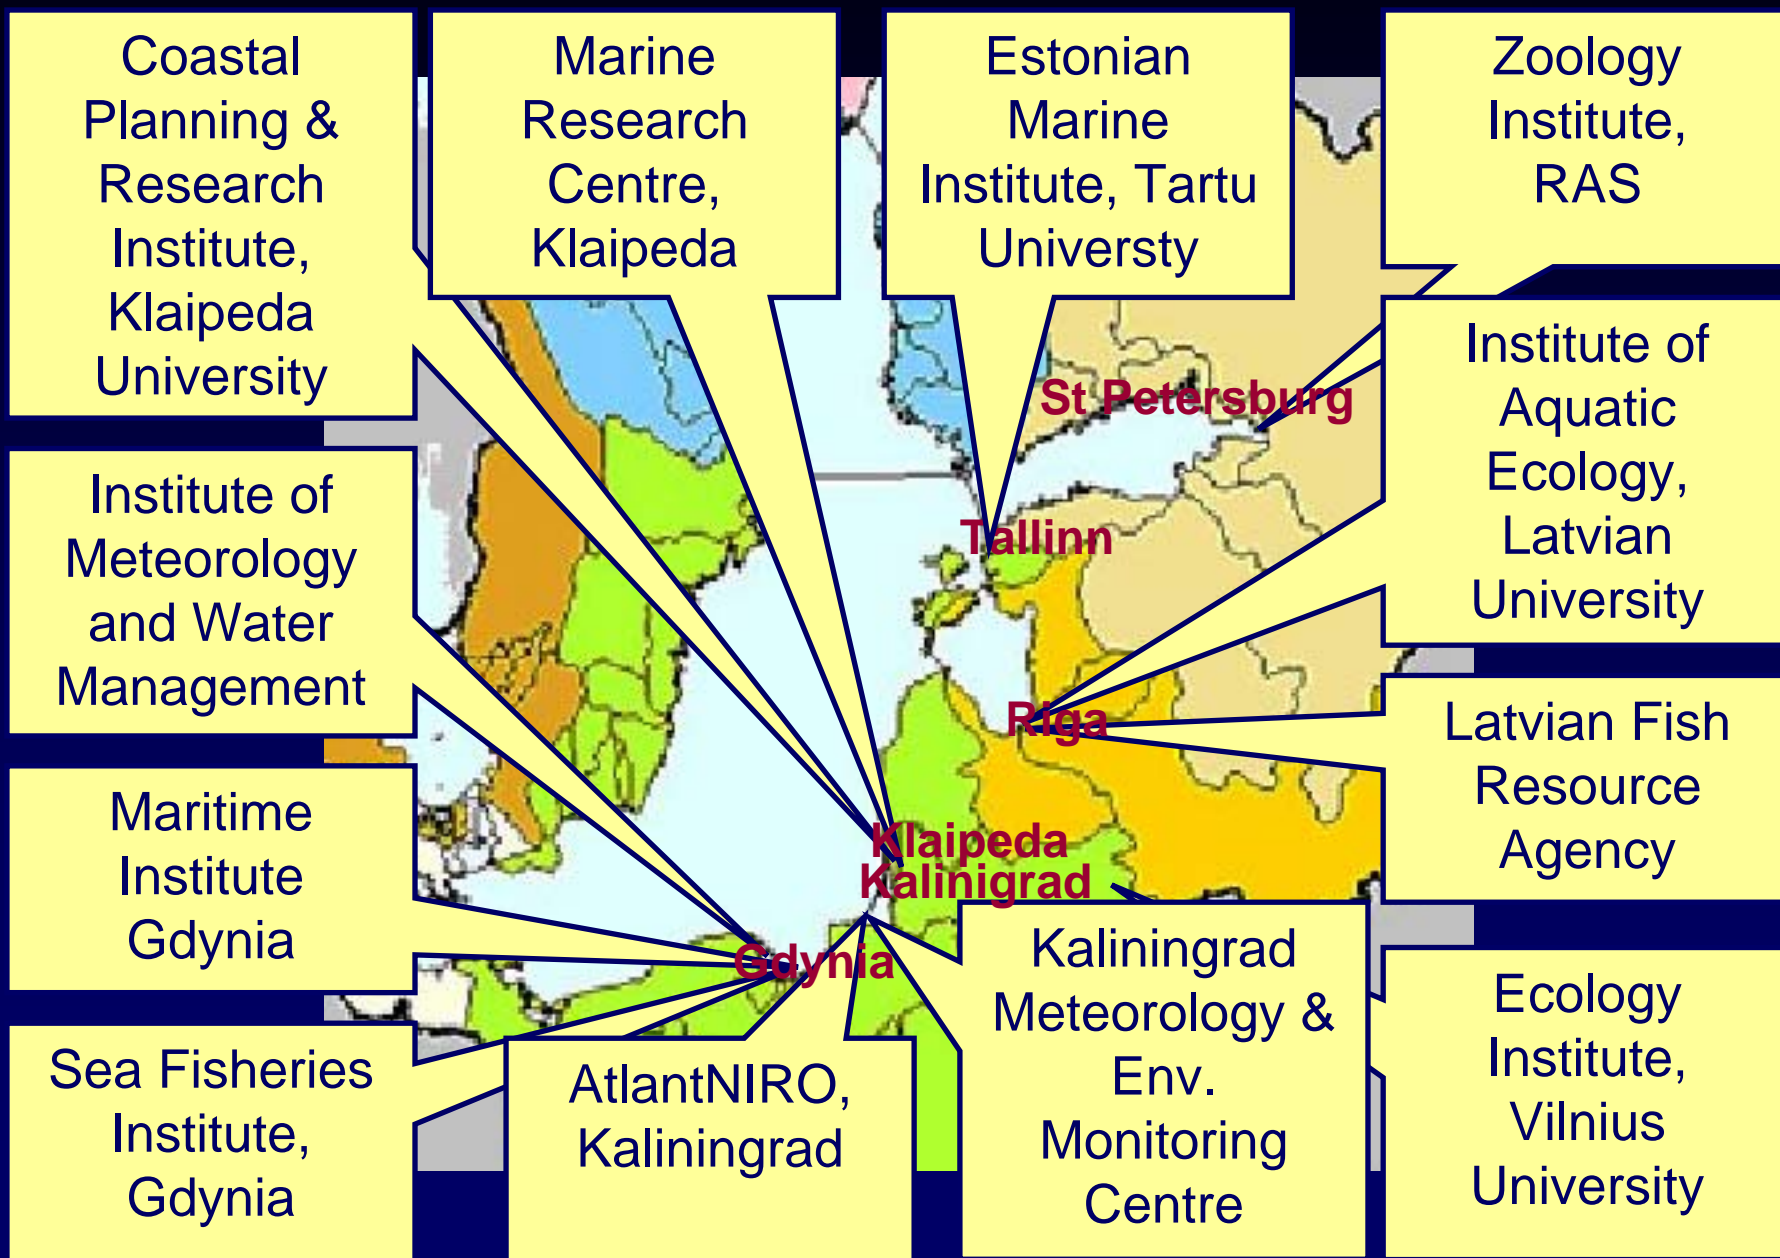 Coastal
Planning &
Research
Institute,
Klaipeda
University
Marine
Research
Centre,
Klaipeda
Estonian
Marine
Institute, Tartu
Universty
Zoology
Institute,
RAS
Institute of
Meteorology
and Water
Management
St Petersburg
Tallinn
Riga
Klaipeda
Kalinigrad
Gdynia
Institute of
Aquatic
Ecology,
Latvian
University
Latvian Fish
Resource
Agency
Maritime
Institute
Gdynia
Sea Fisheries
Institute,
Gdynia
AtlantNIRO,
Kaliningrad
Kaliningrad
Meteorology &
Env.
Monitoring
Centre
Ecology
Institute,
Vilnius
University